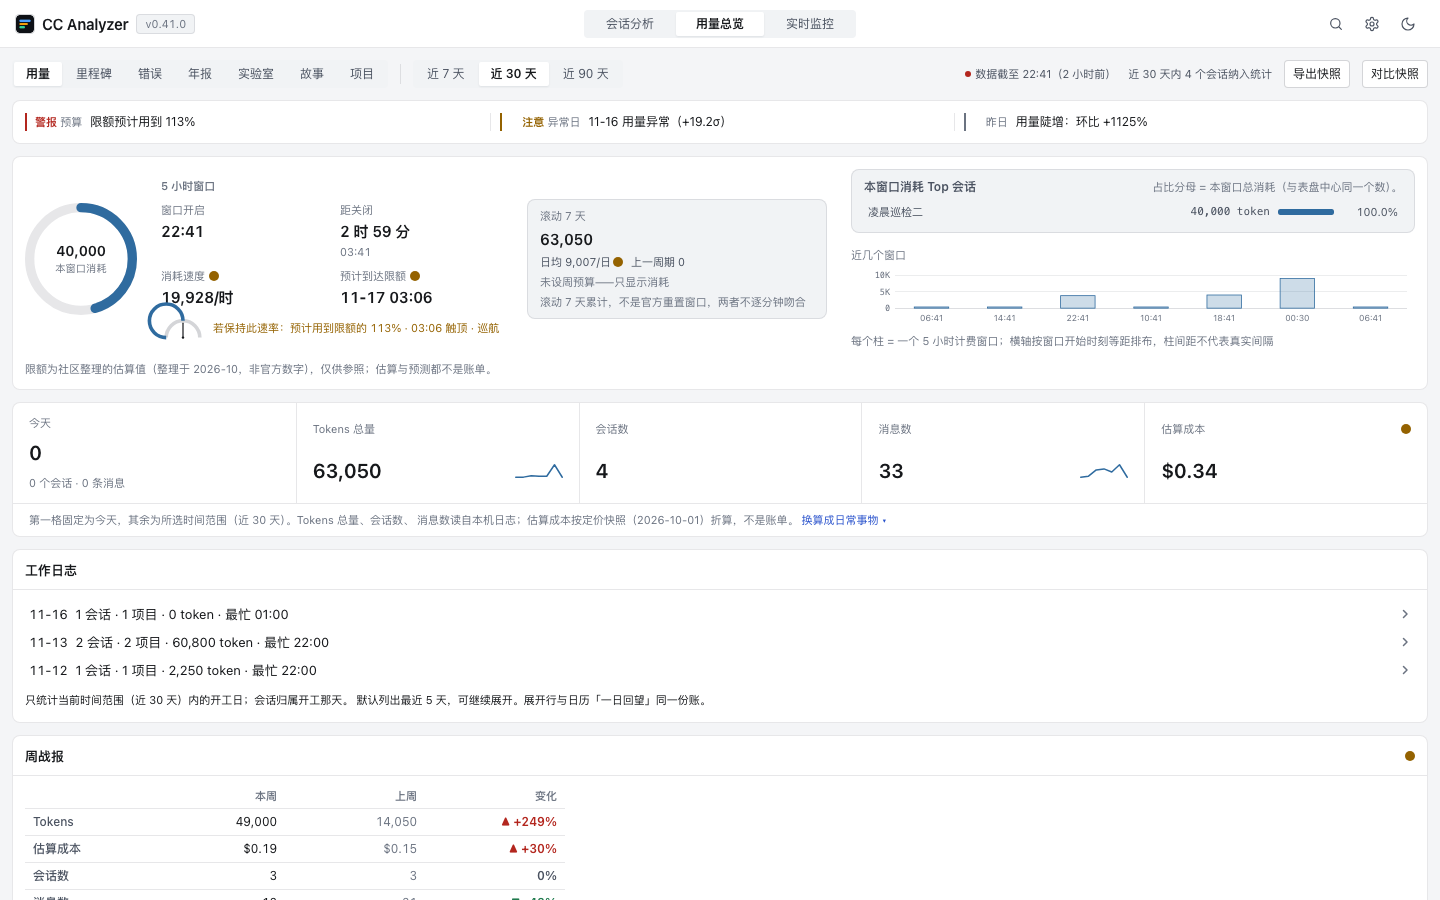 CC Analyzer v0.41.0 会话分析 用量总览 实时监控
用量 里程碑 错误 年报 实验室 故事 项目 近 7 天 近 30 天 近 90 天 数据截至 22:41（2 小时前） 近 30 天内 4 个会话纳入统计 导出快照 对比快照
警报 预算 限额预计用到 113% 注意 异常日 11-16 用量异常（+19.2σ） 昨日 用量陡增：环比 +1125%
40,000
本窗口消耗
5 小时窗口
窗口开启
22:41
距关闭
2 时 59 分
03:41
消耗速度
19,928/时
预计到达限额
11-17 03:06
若保持此速率：预计用到限额的 113% · 03:06 触顶 · 巡航
滚动 7 天
63,050
日均 9,007/日 上一周期 0
未设周预算——只显示消耗
滚动 7 天累计，不是官方重置窗口，两者不逐分钟吻合
本窗口消耗 Top 会话 占比分母 = 本窗口总消耗（与表盘中心同一个数）。
凌晨巡检二 40,000 token 100.0%
近几个窗口
10K
5K
0
06:41 14:41 22:41 10:41 18:41 00:30 06:41
每个柱 = 一个 5 小时计费窗口；横轴按窗口开始时刻等距排布，柱间距不代表真实间隔
限额为社区整理的估算值（整理于 2026-10，非官方数字），仅供参照；估算与预测都不是账单。
今天
0
0 个会话 · 0 条消息
Tokens 总量
63,050
会话数
4
消息数
33
估算成本
$0.34
第一格固定为今天，其余为所选时间范围（近 30 天）。Tokens 总量、会话数、 消息数读自本机日志；估算成本按定价快照（2026-10-01）折算，不是账单。 换算成日常事物 ▾
工作日志
11-16 1 会话 · 1 项目 · 0 token · 最忙 01:00
11-13 2 会话 · 2 项目 · 60,800 token · 最忙 22:00
11-12 1 会话 · 1 项目 · 2,250 token · 最忙 22:00
只统计当前时间范围（近 30 天）内的开工日；会话归属开工那天。 默认列出最近 5 天，可继续展开。展开行与日历「一日回望」同一份账。
周战报
本周 上周 变化
Tokens 49,000 14,050 ▲ +249%
估算成本 $0.19 $0.15 ▲ +30%
会话数 3 3 0%